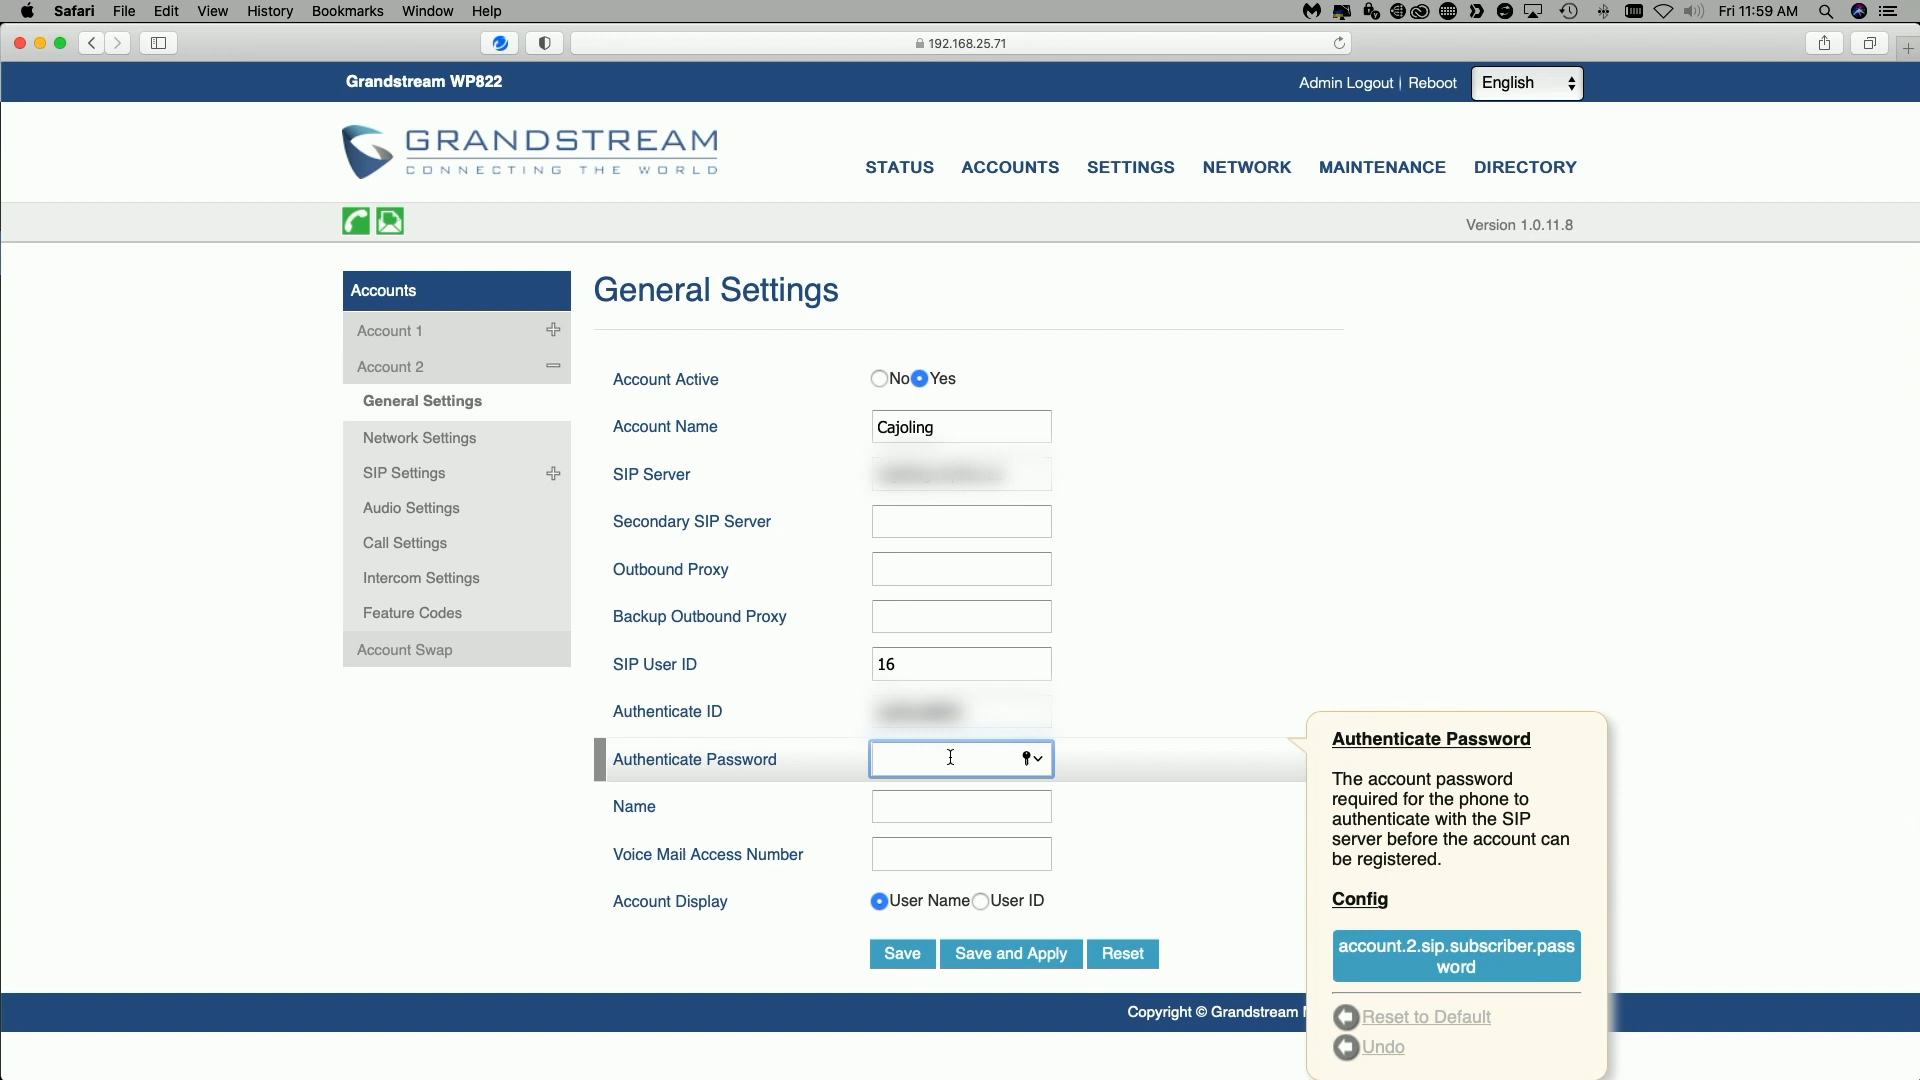 Safari File Edit View History Bookmarks Window Help Fri 11:59 AM
192.168.25.71
Grandstream WP822 Admin Logout | Reboot English
GRANDSTREAM
CONNECTING THE WORLD
STATUS ACCOUNTS SETTINGS NETWORK MAINTENANCE DIRECTORY
Version 1.0.11.8
Accounts
Account 1
Account 2
General Settings
Network Settings
SIP Settings
Audio Settings
Call Settings
Intercom Settings
Feature Codes
Account Swap
General Settings
Account Active No Yes
Account Name Cajoling
SIP Server
Secondary SIP Server
Outbound Proxy
Backup Outbound Proxy
SIP User ID 16
Authenticate ID
Authenticate Password
Name
Voice Mail Access Number
Account Display User Name User ID
Save Save and Apply Reset
Authenticate Password
The account password
required for the phone to
authenticate with the SIP
server before the account can
be registered.
Config
account.2.sip.subscriber.pass
word
Reset to Default
Undo
Copyright © Grandstream